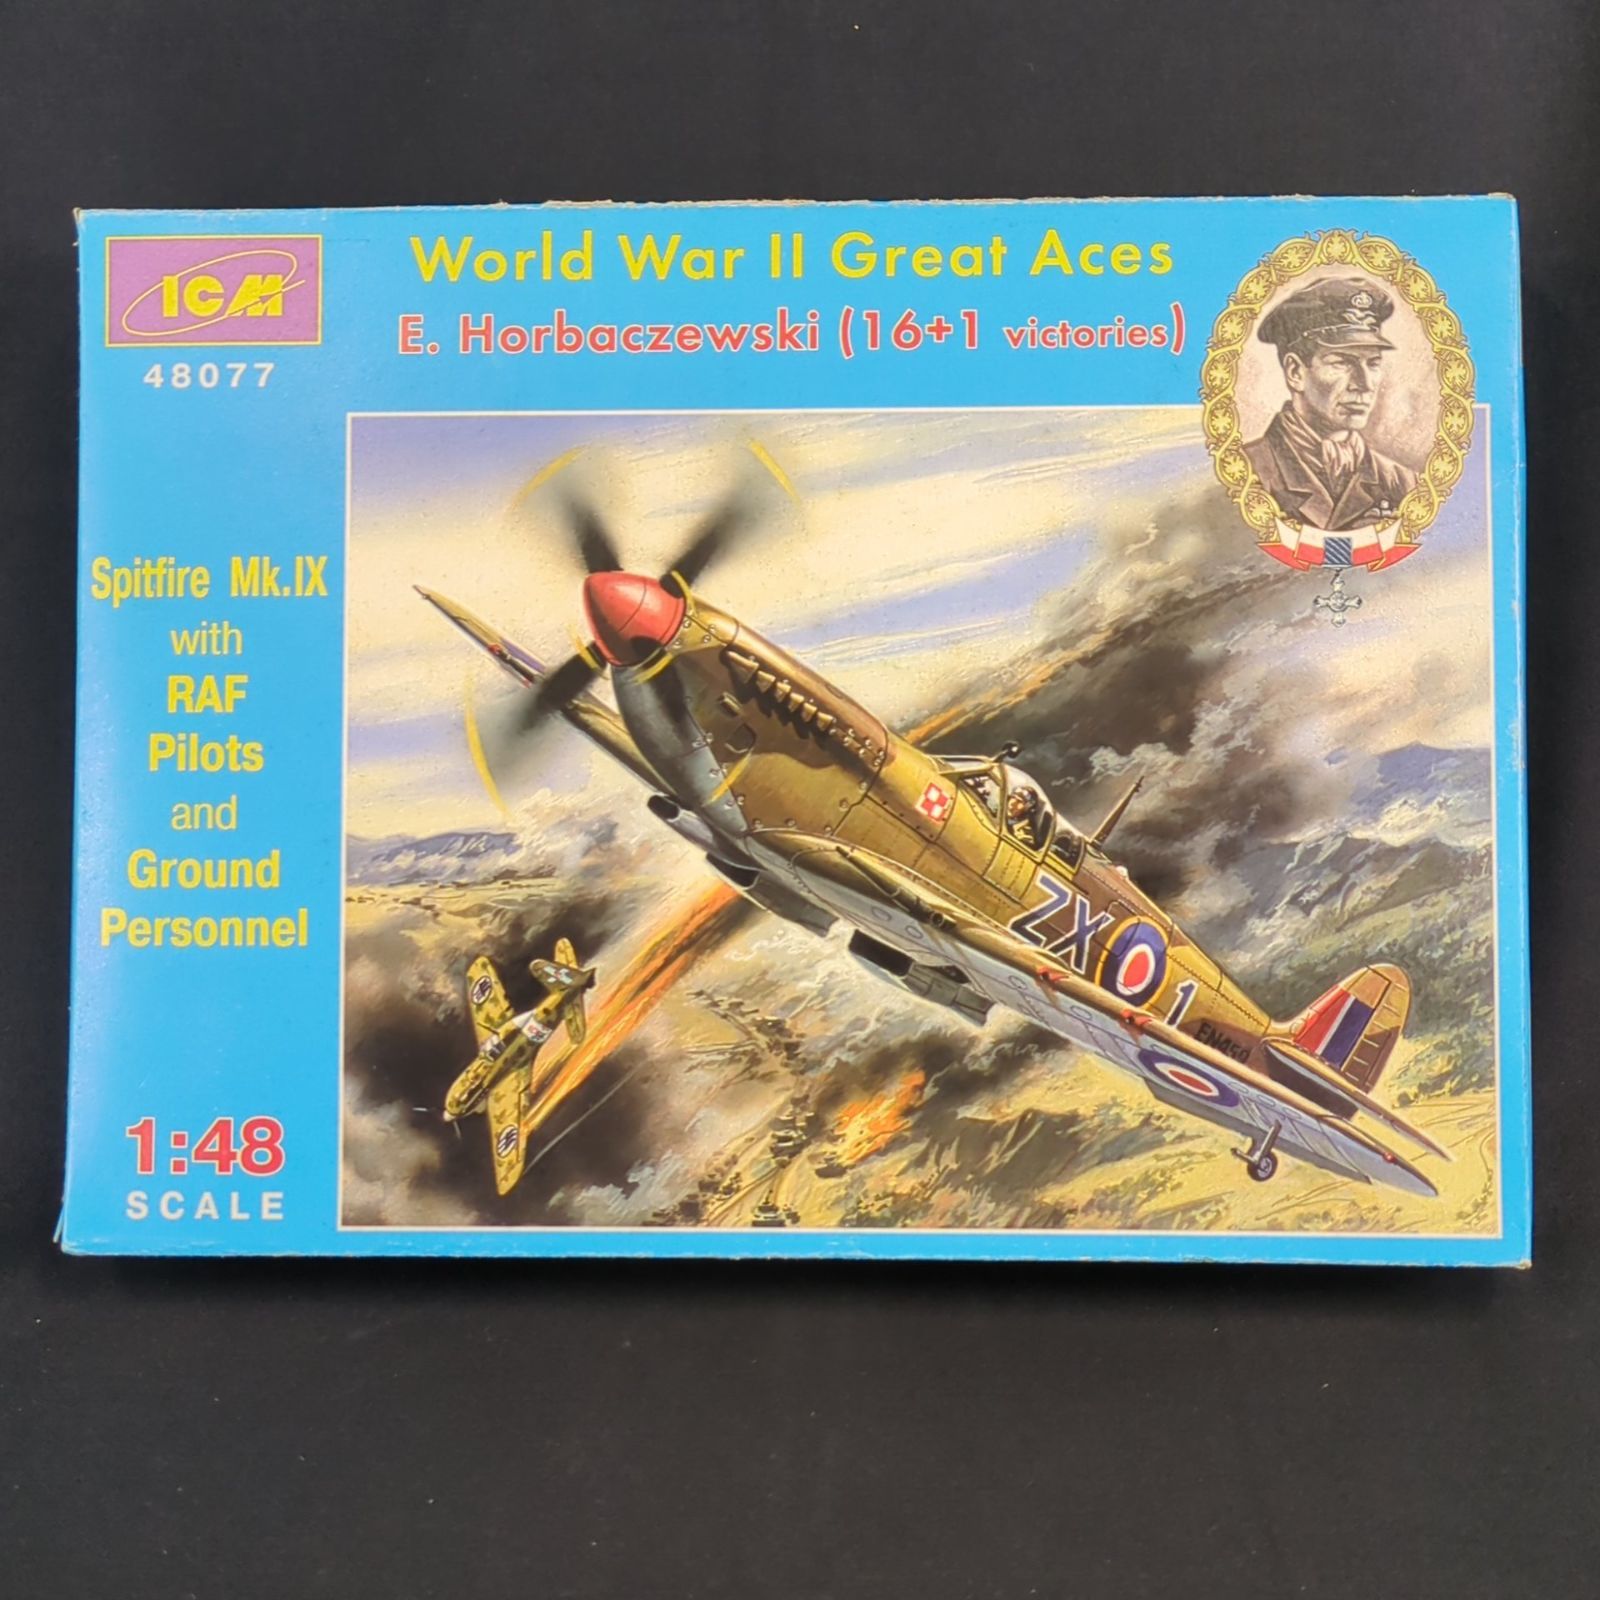 ICM
48077
World War II Great Aces
E. Horbaczewski (16+1 victories)
Spitfire Mk.IX
with
RAF
Pilots
and
Ground
Personnel
1:48
SCALE
ZX 1
EN459